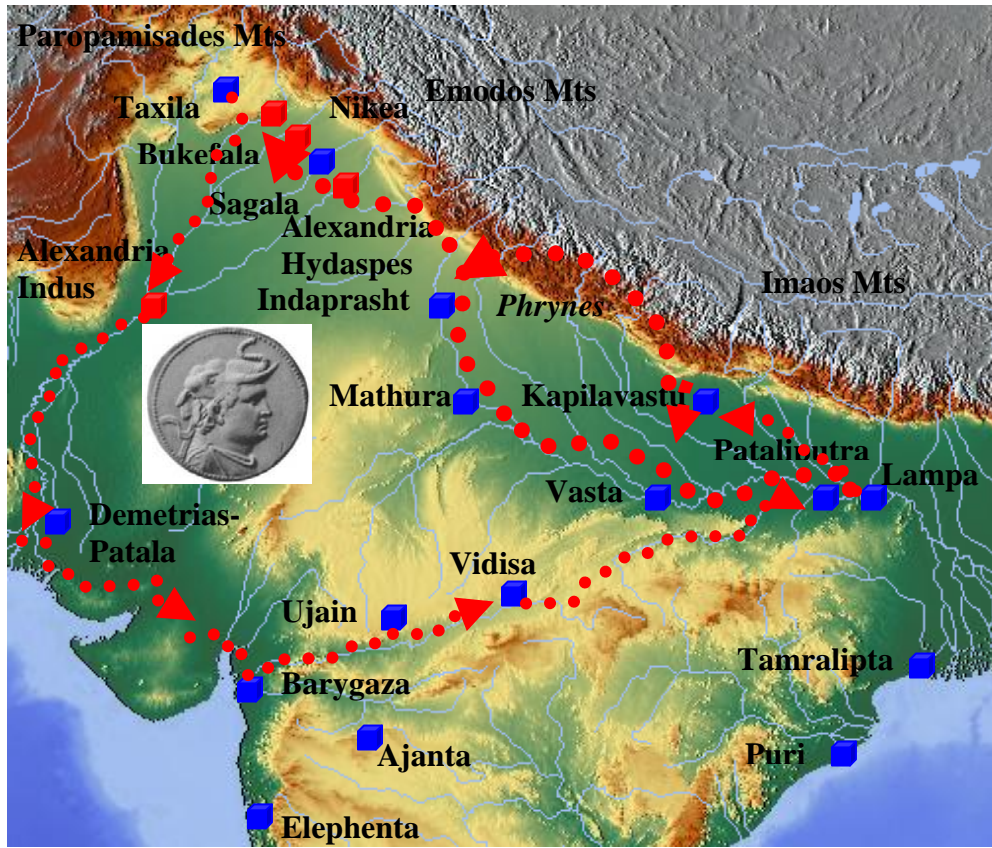 Paropamisades Mts
Emodos Mts
Taxila
Nikea
Bukefala
Sagala
Alexandria
Hydaspes
Indaprasht
Alexandria
Indus
Phrynes
Imaos Mts
Mathura
Kapilavastu
Pataliputra
Lampa
Vasta
Demetrias-
Patala
Vidisa
Ujain
Barygaza
Tamralipta
Ajanta
Puri
Elephenta